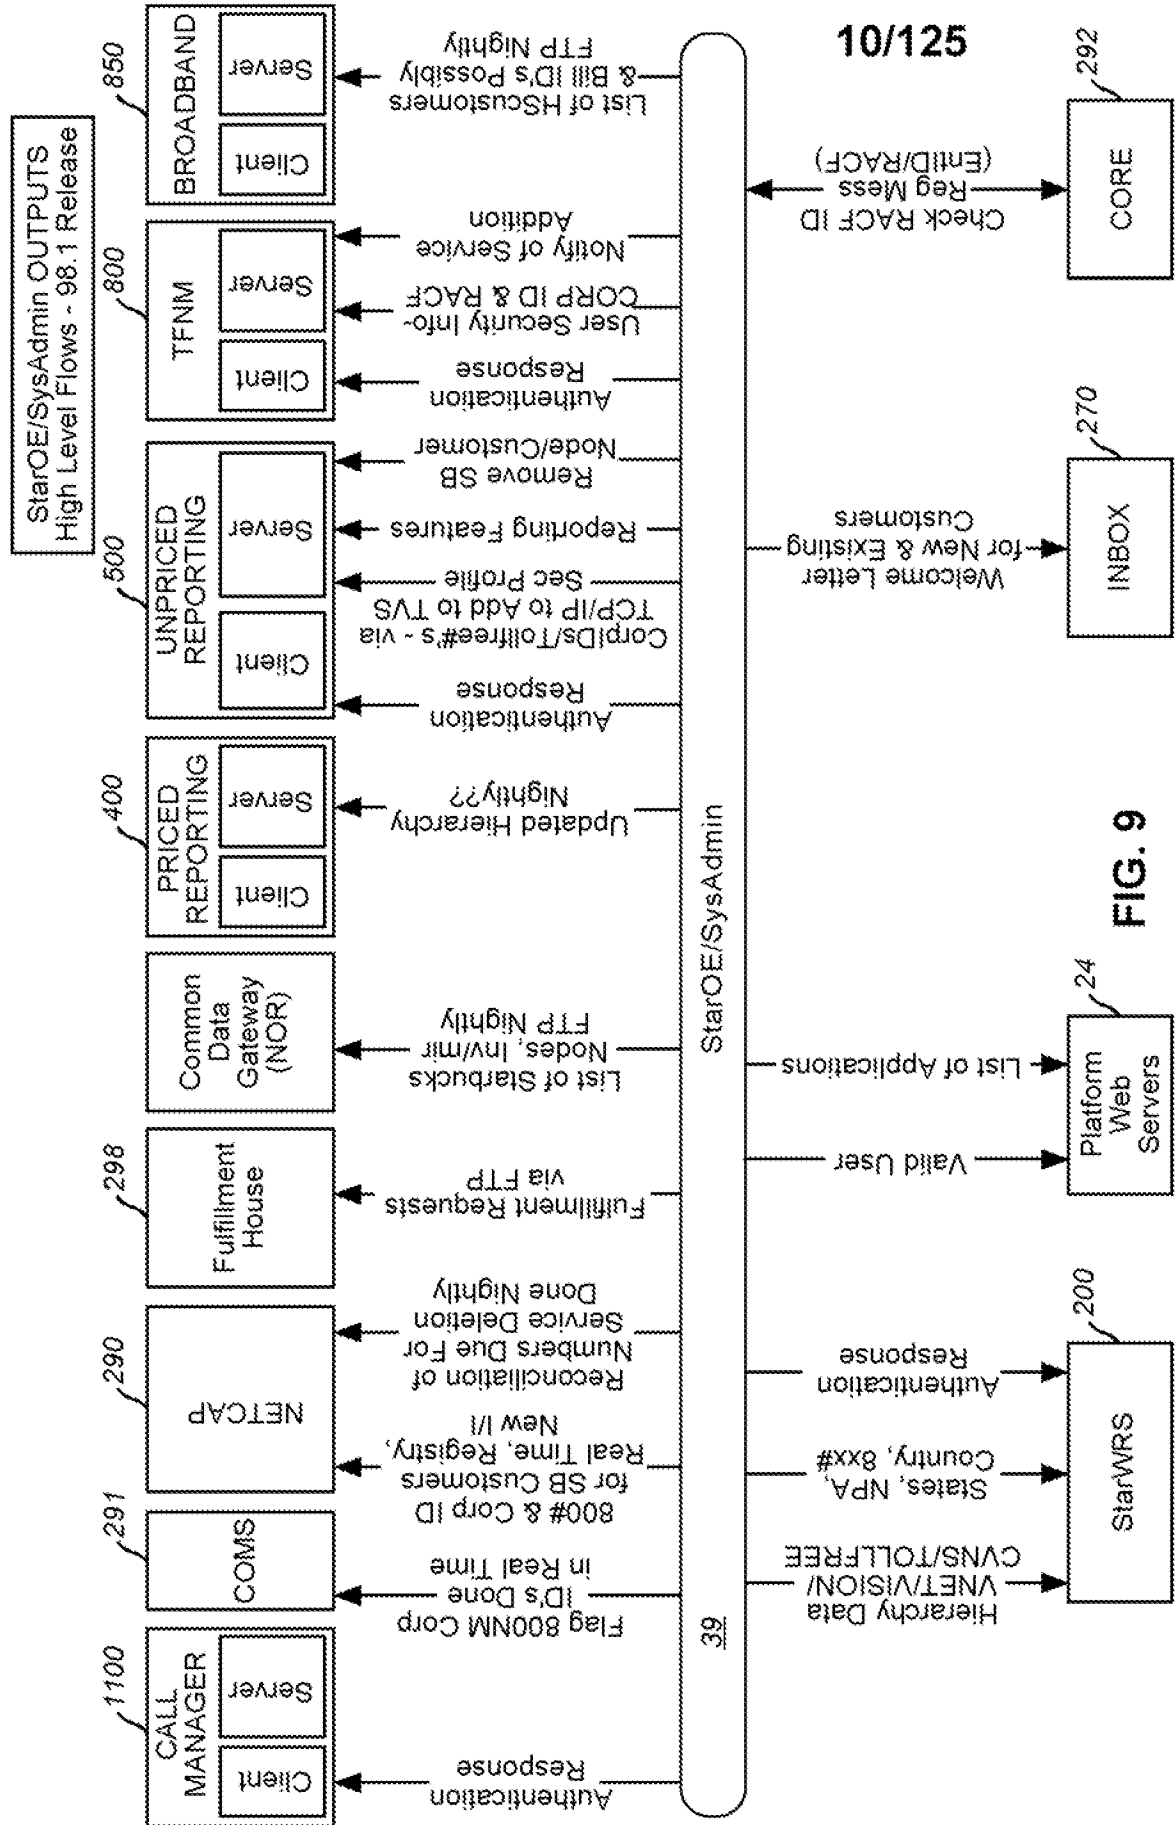 StarOE/SysAdmin OUTPUTS
High Level Flows - 98.1 Release
10/125
1100
CALL
MANAGER
Client
Server
Authentication
Response
291
COMS
Flag 800NM Corp
ID's Done
in Real Time
290
NETCAP
800# & Corp ID
for SB Customers
Real Time, Registry,
New I/I
Reconciliation of
Numbers Due For
Service Deletion
Done Nightly
298
Fulfillment
House
Fulfillment Requests
via FTP
Common
Data
Gateway
(NOR)
List of Starbucks
Nodes, Inv/mir
FTP Nightly
400
PRICED
REPORTING
Client
Server
Updated Hierarchy
Nightly??
500
UNPRICED
REPORTING
Client
Server
Authentication
Response
CorpIDs/Tollfree#'s - via
TCP/IP to Add to TVS
Sec Profile
Reporting Features
Remove SB
Node/Customer
800
TFNM
Client
Server
Authentication
Response
User Security Info-
CORP ID & RACF
Notify of Service
Addition
850
BROADBAND
Client
Server
List of HScustomers
& Bill ID's Possibly
FTP Nightly
39
StarOE/SysAdmin
Hierarchy Data
VNET/VISION/
CVNS/TOLLFREE
States, NPA,
Country, 8xx#
Authentication
Response
200
StarWRS
Valid User
List of Applications
24
Platform
Web
Servers
Welcome Letter
for New & Existing
Customers
270
INBOX
Check RACF ID
Reg Mess
(EntID/RACF)
292
CORE
FIG. 9